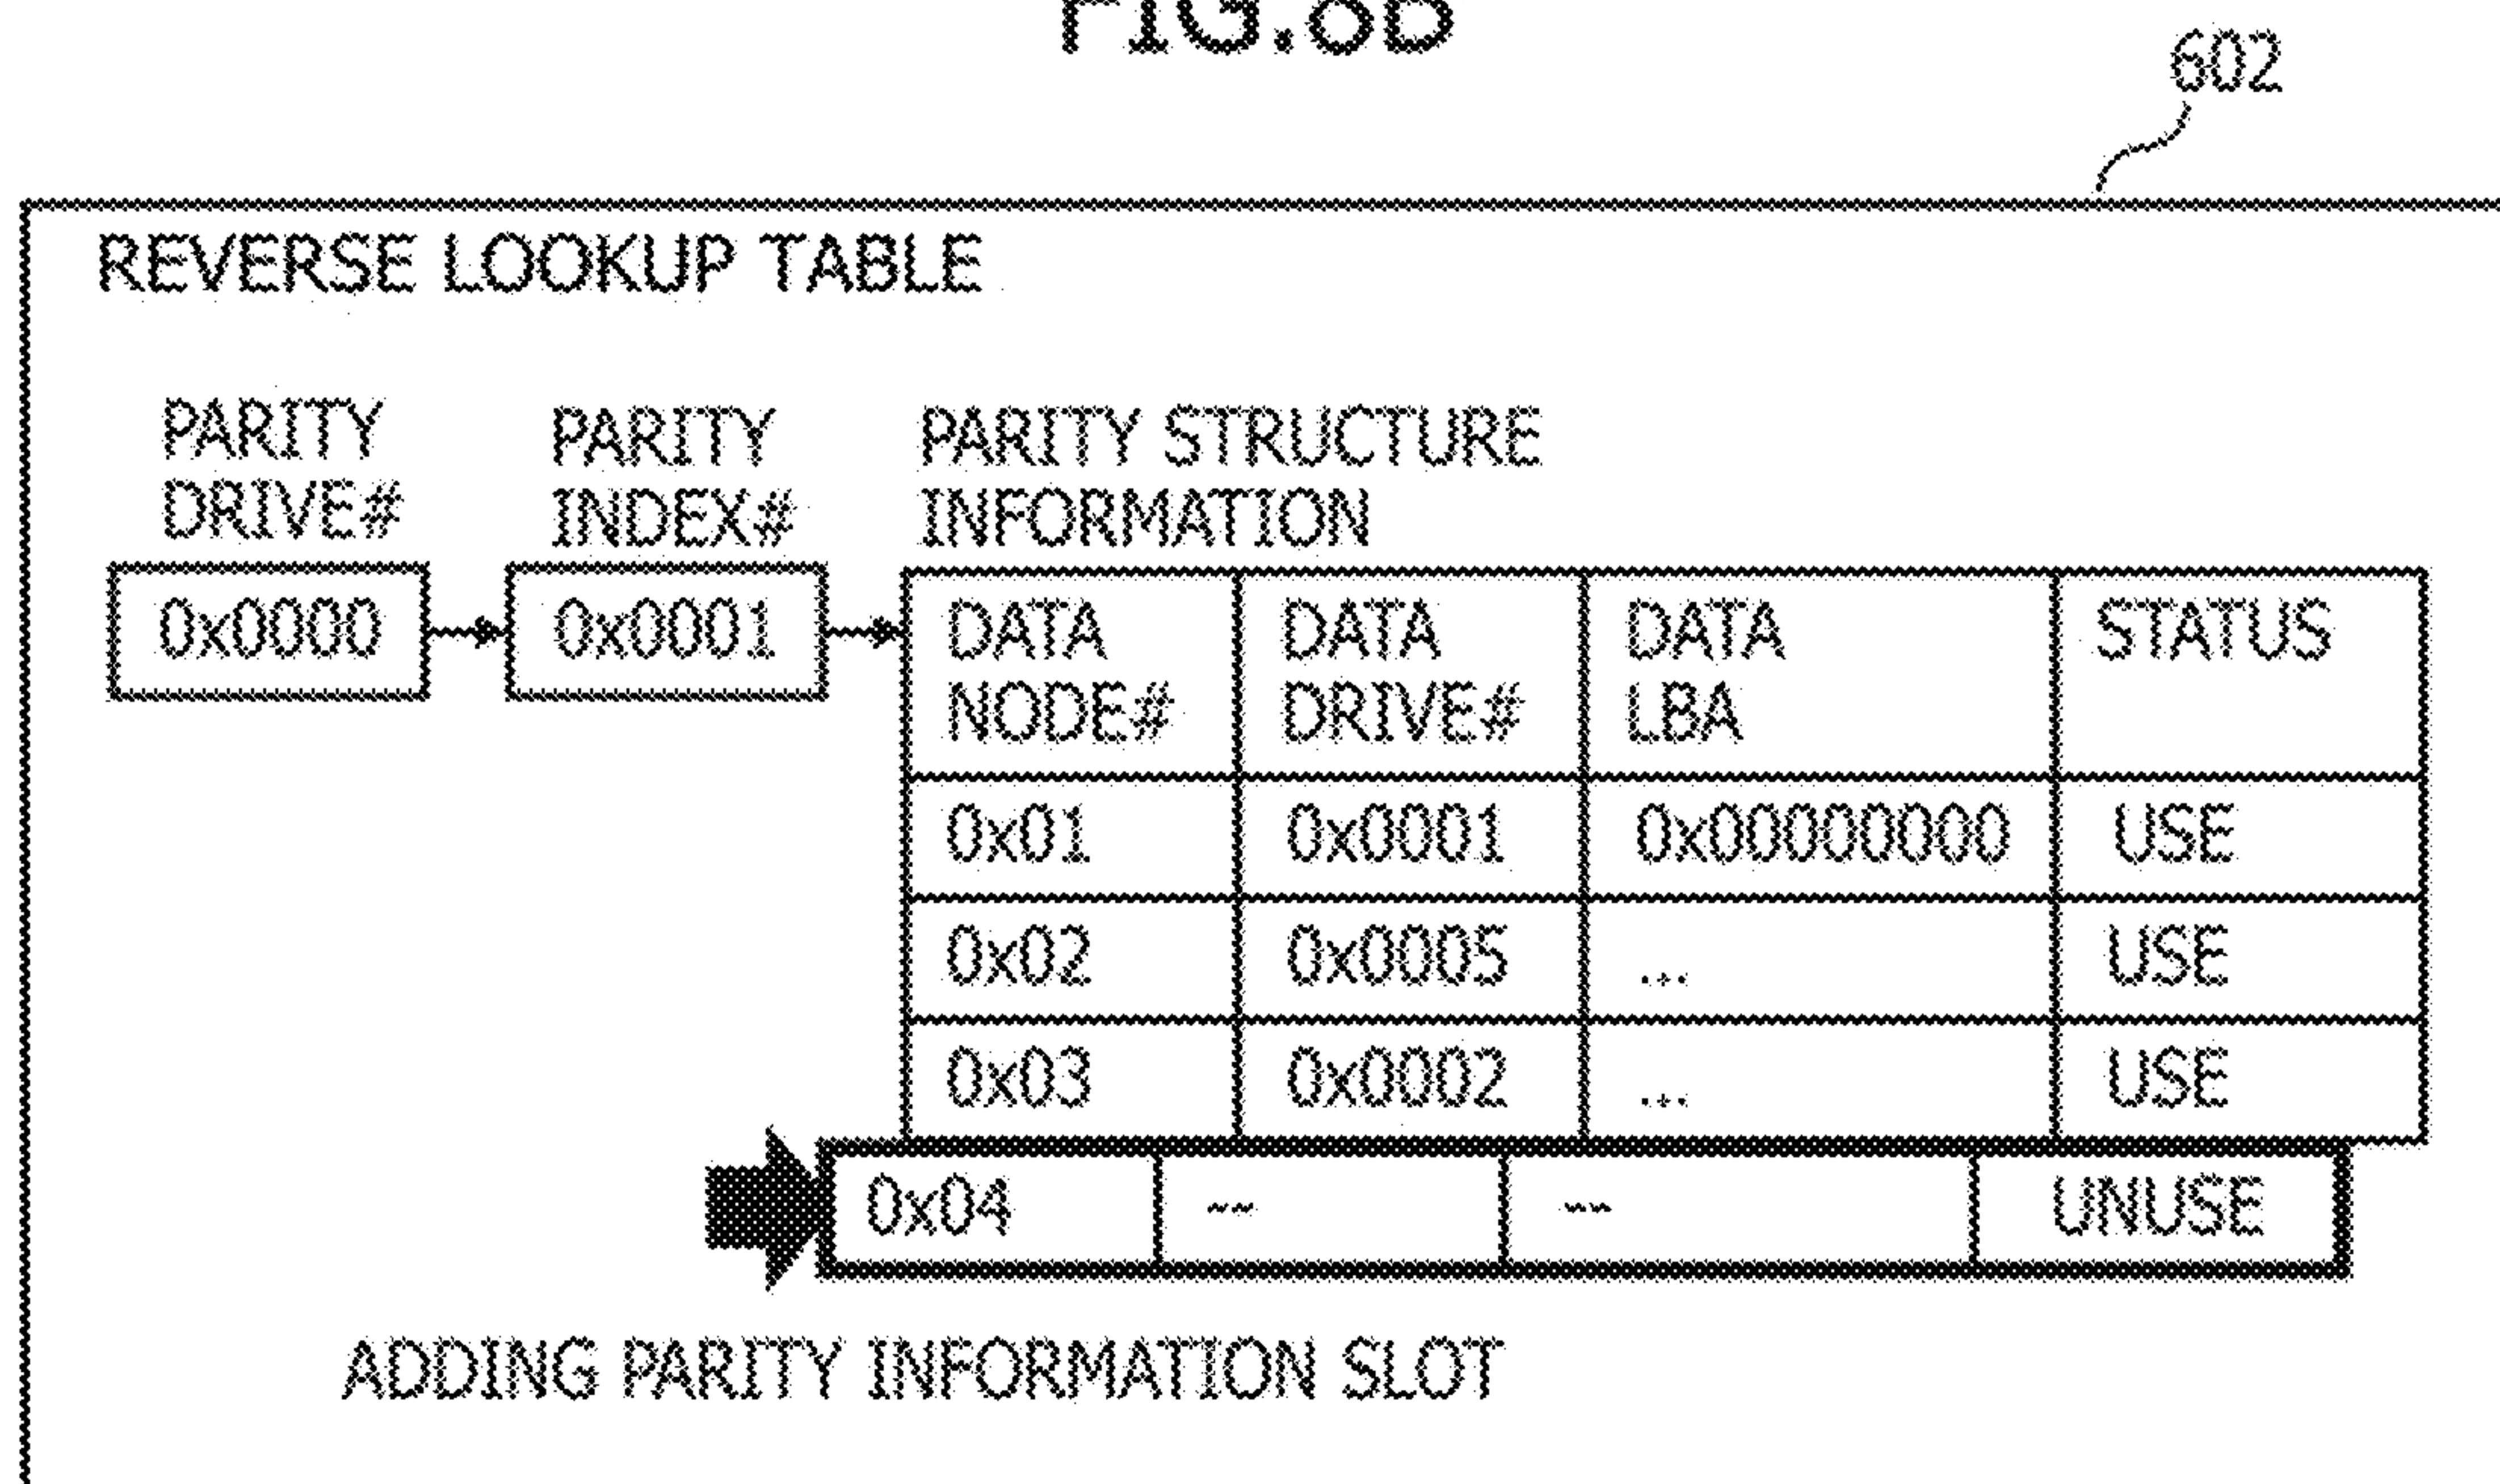 602
REVERSE LOOKUP TABLE
PARITY DRIVE# PARITY INDEX# PARITY STRUCTURE INFORMATION
0x0000 0x0001 DATA NODE# DATA DRIVE# DATA LBA STATUS
0x01 0x0001 0x00000000 USE
0x02 0x0005 ... USE
0x03 0x0002 ... USE
0x04 -- -- UNUSE
ADDING PARITY INFORMATION SLOT